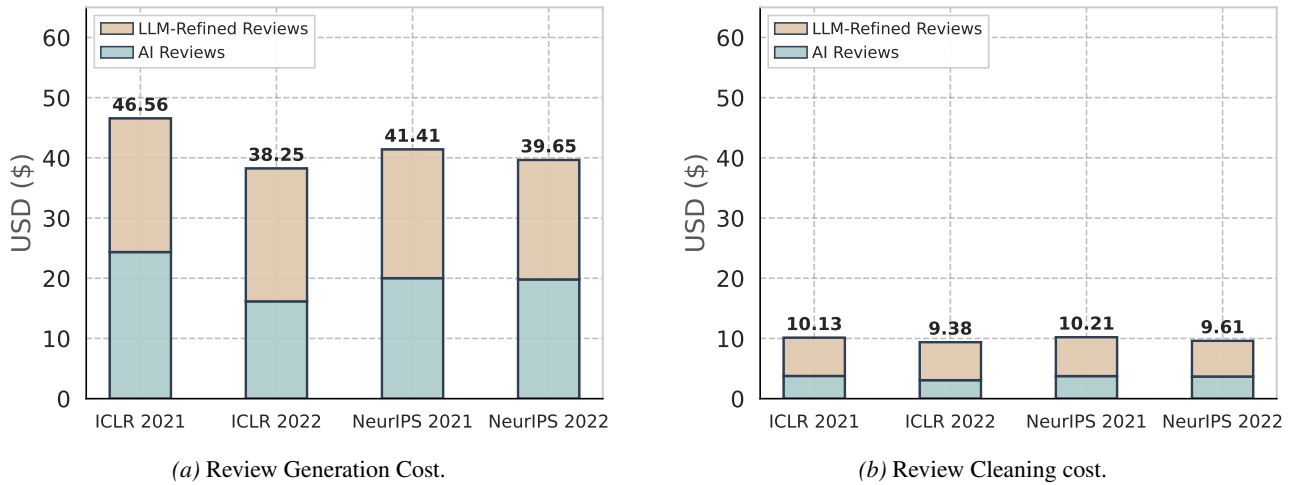 LLM-Refined Reviews
AI Reviews
USD ($)
60
50
40
30
20
10
0
46.56
38.25
41.41
39.65
ICLR 2021
ICLR 2022
NeurIPS 2021
NeurIPS 2022
(a) Review Generation Cost.
LLM-Refined Reviews
AI Reviews
USD ($)
60
50
40
30
20
10
0
10.13
9.38
10.21
9.61
ICLR 2021
ICLR 2022
NeurIPS 2021
NeurIPS 2022
(b) Review Cleaning cost.